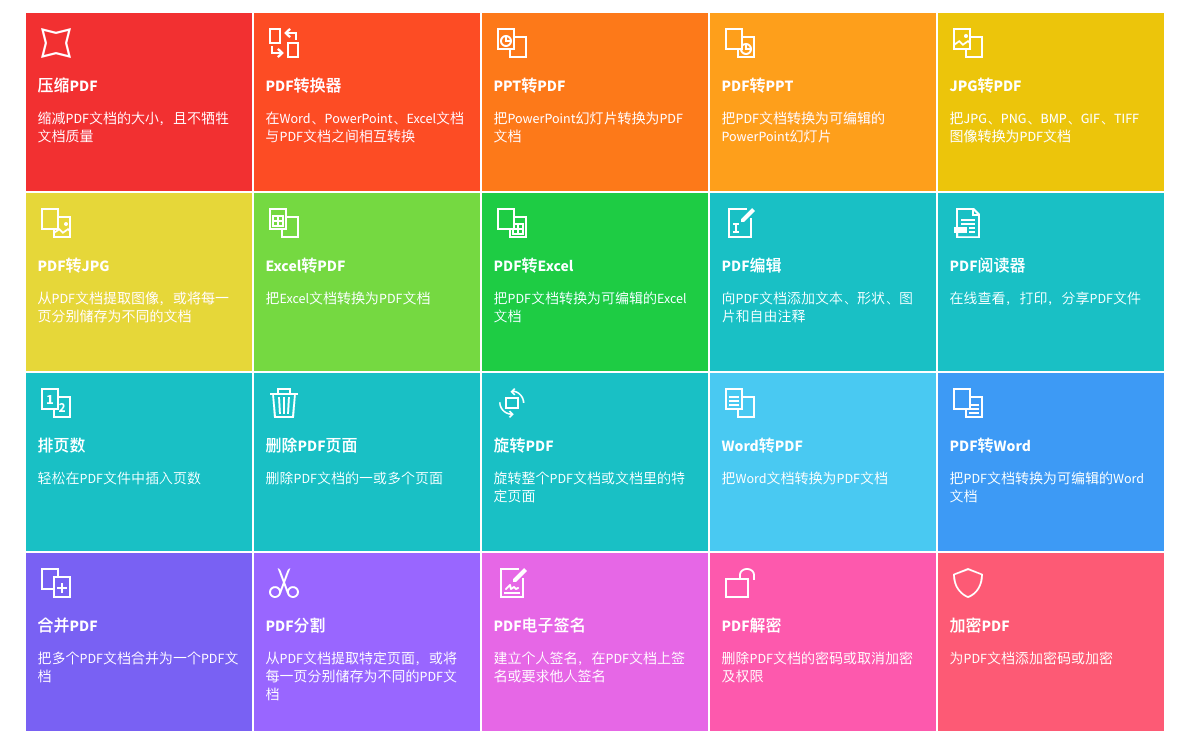 压缩PDF
缩减PDF文档的大小，且不牺牲
文档质量
PDF转换器
在Word、PowerPoint、Excel文档
与PDF文档之间相互转换
PPT转PDF
把PowerPoint幻灯片转换为PDF
文档
PDF转PPT
把PDF文档转换为可编辑的
PowerPoint幻灯片
JPG转PDF
把JPG、PNG、BMP、GIF、TIFF
图像转换为PDF文档
PDF转JPG
从PDF文档提取图像，或将每一
页分别储存为不同的文档
Excel转PDF
把Excel文档转换为PDF文档
PDF转Excel
把PDF文档转换为可编辑的Excel
文档
PDF编辑
向PDF文档添加文本、形状、图
片和自由注释
PDF阅读器
在线查看，打印，分享PDF文件
1 2
排页数
轻松在PDF文件中插入页数
删除PDF页面
删除PDF文档的一或多个页面
旋转PDF
旋转整个PDF文档或文档里的特
定页面
Word转PDF
把Word文档转换为PDF文档
PDF转Word
把PDF文档转换为可编辑的Word
文档
合并PDF
把多个PDF文档合并为一个PDF文
档
PDF分割
从PDF文档提取特定页面，或将
每一页分别储存为不同的PDF文
档
PDF电子签名
建立个人签名，在PDF文档上签
名或要求他人签名
PDF解密
删除PDF文档的密码或取消加密
及权限
加密PDF
为PDF文档添加密码或加密